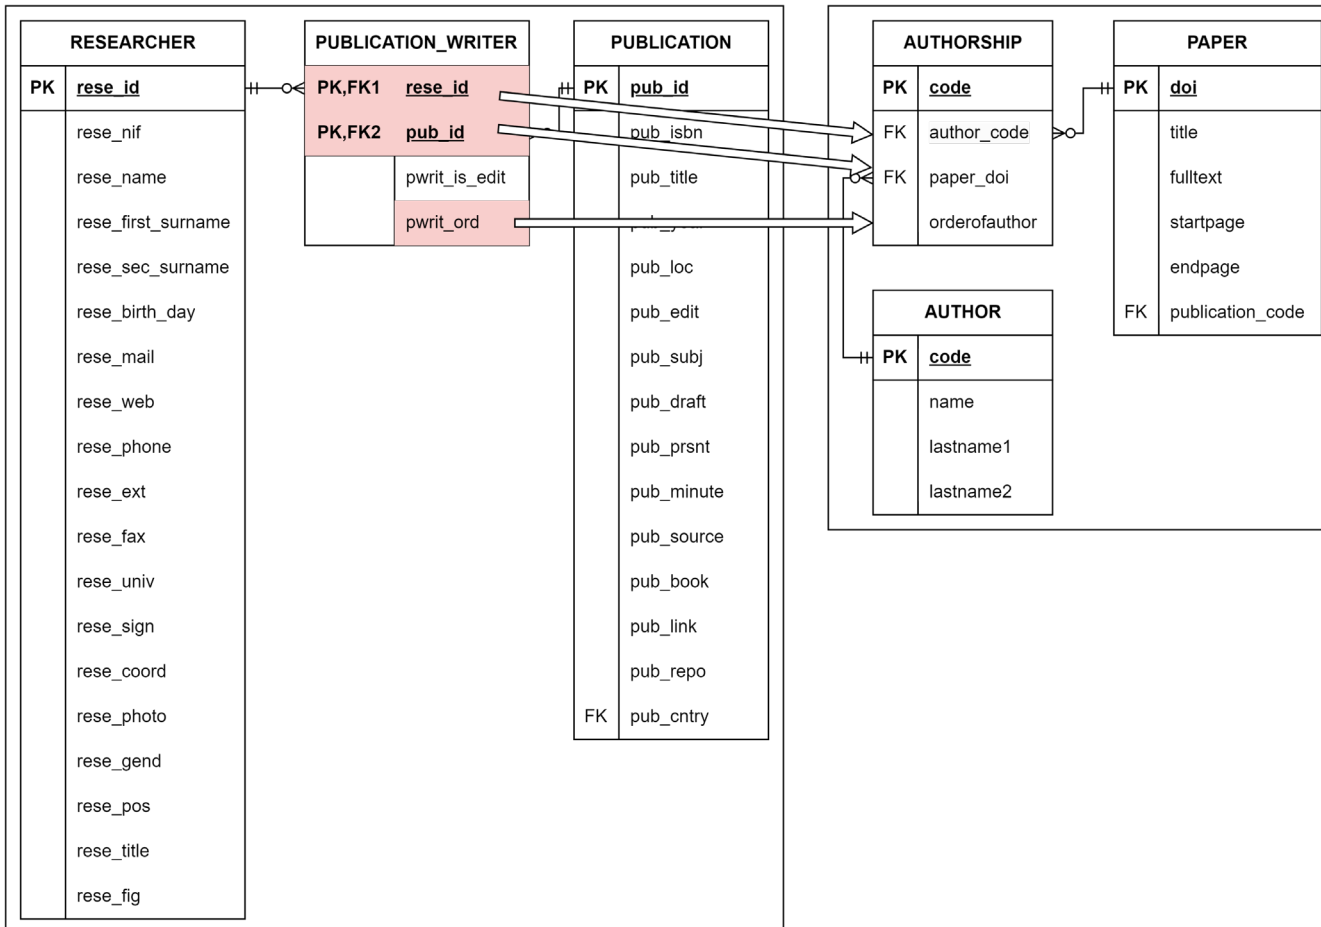 RESEARCHER
PK rese_id
rese_nif
rese_name
rese_first_surname
rese_sec_surname
rese_birth_day
rese_mail
rese_web
rese_phone
rese_ext
rese_fax
rese_univ
rese_sign
rese_coord
rese_photo
rese_gend
rese_pos
rese_title
rese_fig
PUBLICATION_WRITER
PK,FK1 rese_id
PK,FK2 pub_id
pwrit_is_edit
pwrit_ord
PUBLICATION
PK pub_id
pub_isbn
pub_title
pub_loc
pub_edit
pub_subj
pub_draft
pub_prsnt
pub_minute
pub_source
pub_book
pub_link
pub_repo
FK pub_cntry
AUTHORSHIP
PK code
FK author_code
FK paper_doi
orderofauthor
AUTHOR
PK code
name
lastname1
lastname2
PAPER
PK doi
title
fulltext
startpage
endpage
FK publication_code